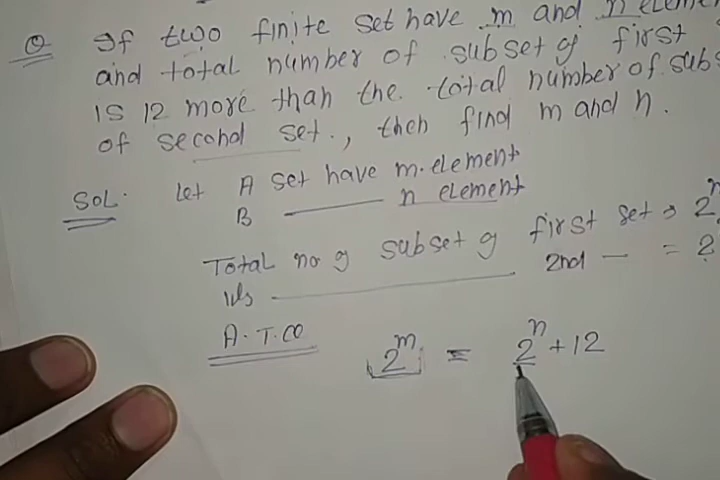 Q If two finite set have m and n
and total number of subset of first
Is 12 more than the total number of
of second set., then find m and n.
SOL. Let A set have m.element
B n element
Total no of subset of first set → 2
2nd = 2
A.T.Q
2^m = 2^n + 12